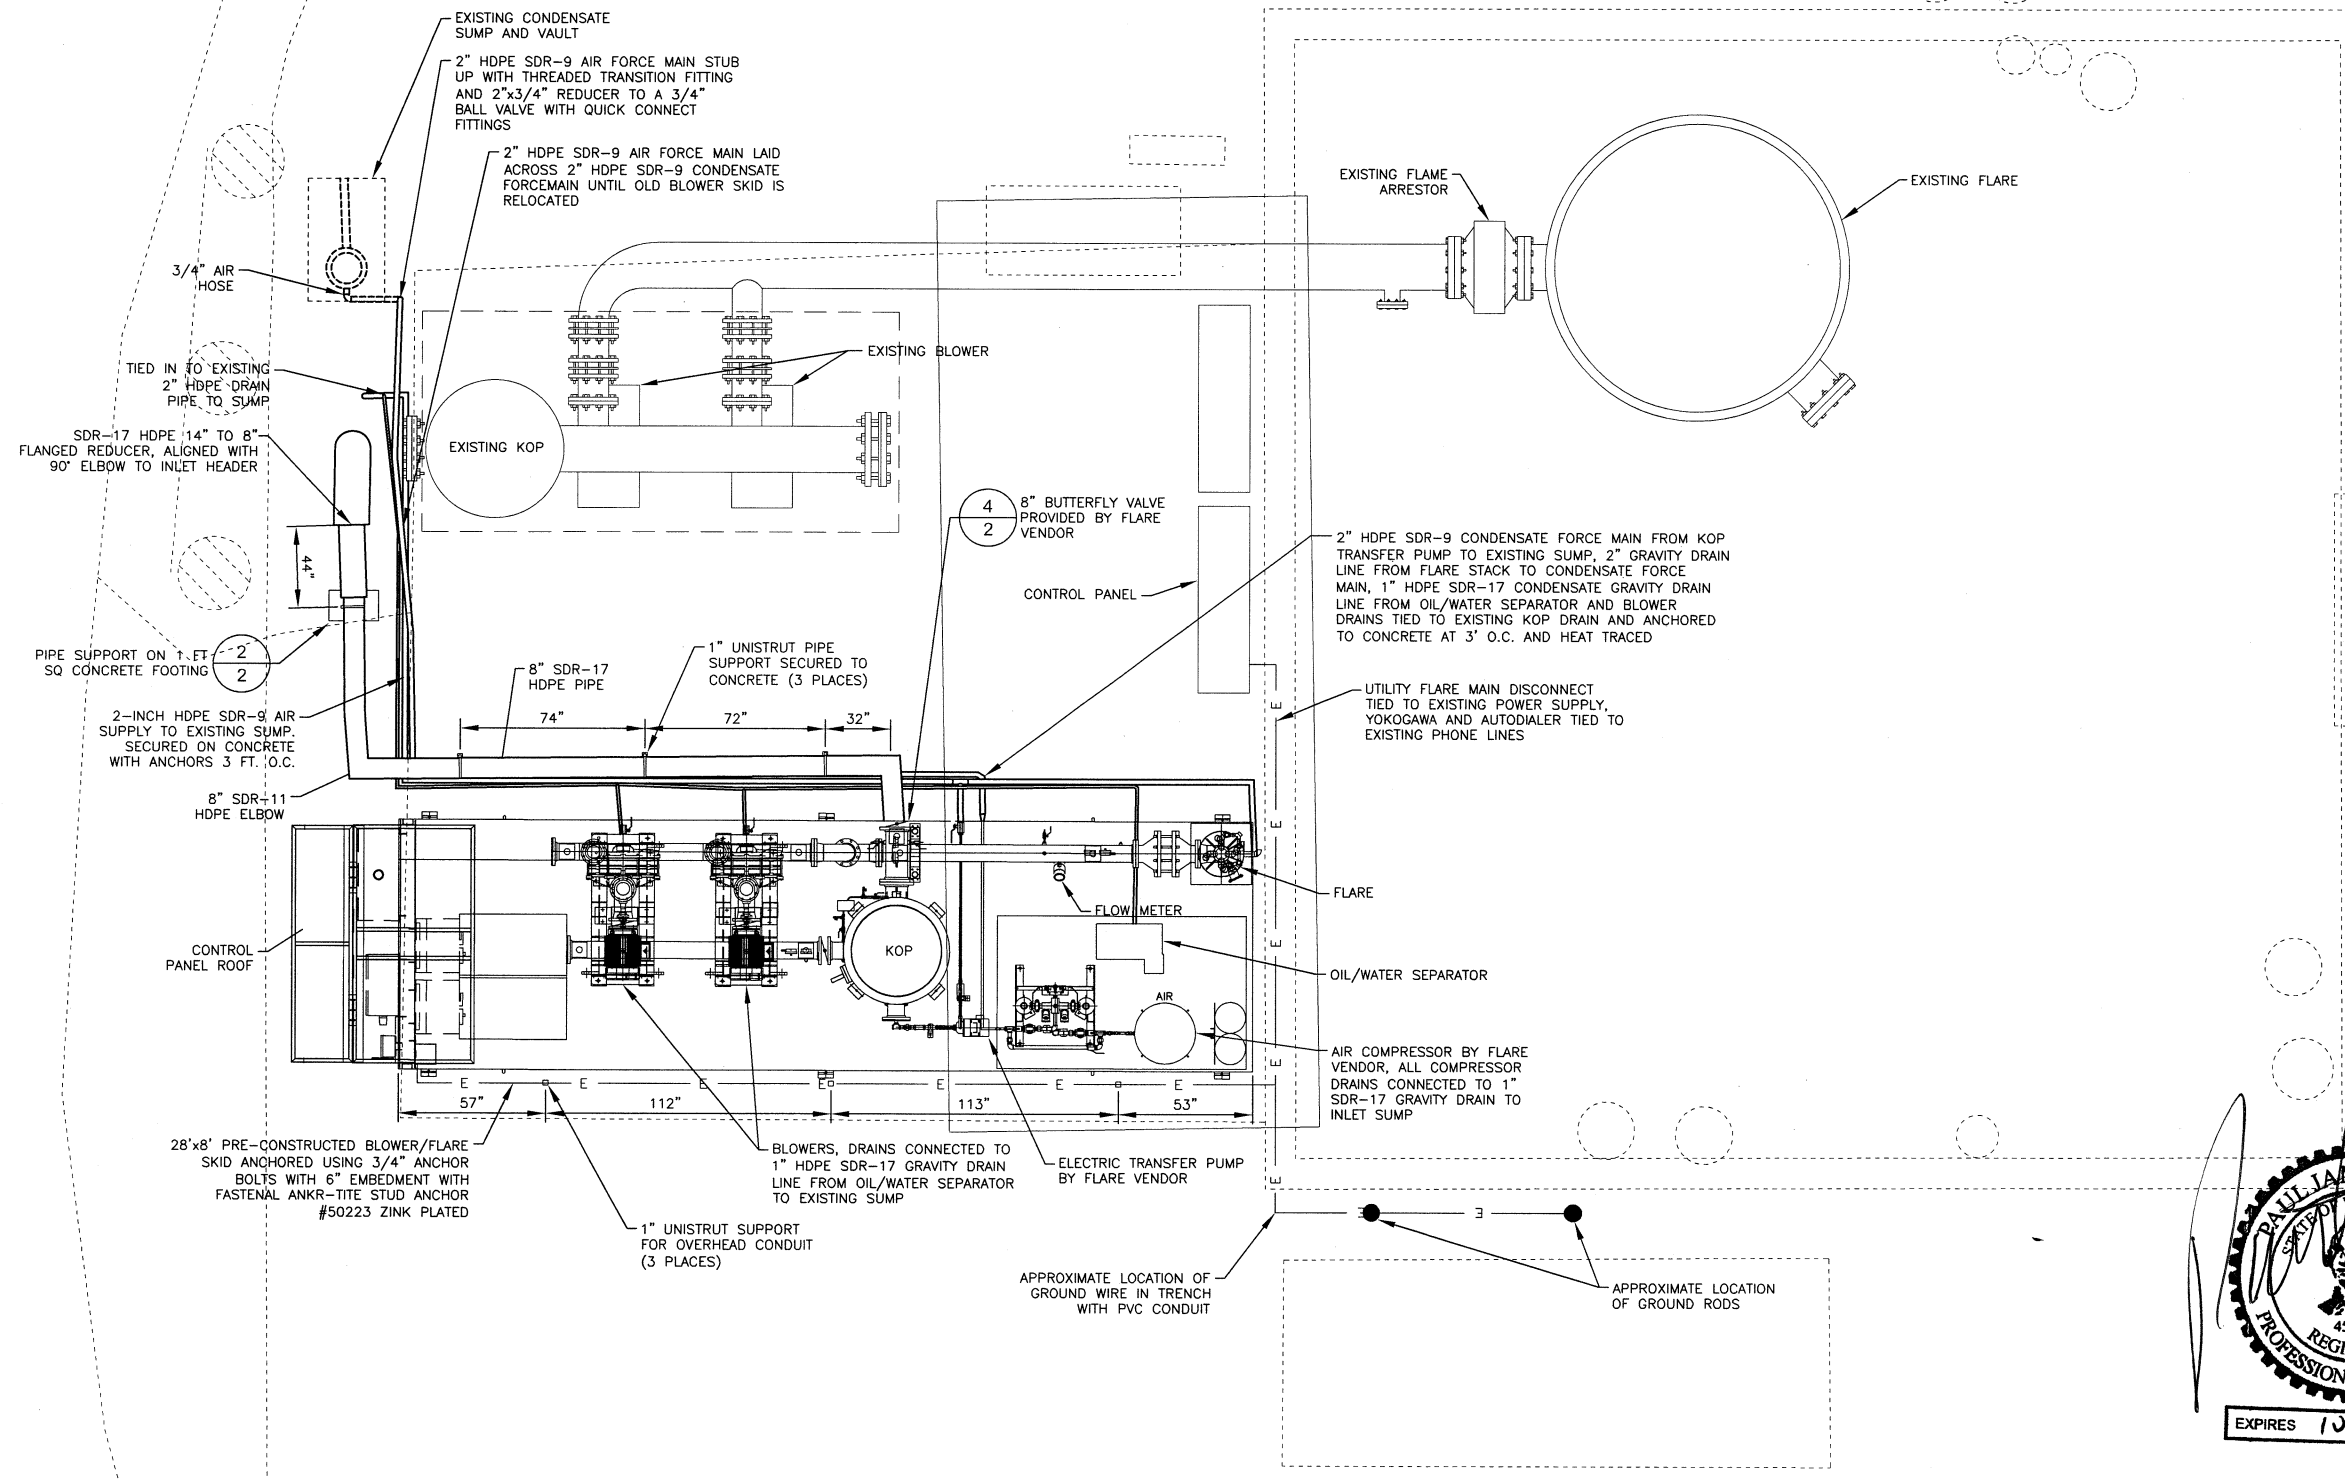 EXISTING CONDENSATE
SUMP AND VAULT
2" HDPE SDR-9 AIR FORCE MAIN STUB
UP WITH THREADED TRANSITION FITTING
AND 2"x3/4" REDUCER TO A 3/4"
BALL VALVE WITH QUICK CONNECT
FITTINGS
2" HDPE SDR-9 AIR FORCE MAIN LAID
ACROSS 2" HDPE SDR-9 CONDENSATE
FORCEMAIN UNTIL OLD BLOWER SKID IS
RELOCATED
EXISTING FLAME
ARRESTOR
EXISTING FLARE
3/4" AIR
HOSE
EXISTING BLOWER
TIED IN TO EXISTING
2" HDPE DRAIN
PIPE TO SUMP
SDR-17 HDPE 14" TO 8"
FLANGED REDUCER, ALIGNED WITH
90° ELBOW TO INLET HEADER
EXISTING KOP
4
2
8" BUTTERFLY VALVE
PROVIDED BY FLARE
VENDOR
44"
CONTROL PANEL
2" HDPE SDR-9 CONDENSATE FORCE MAIN FROM KOP
TRANSFER PUMP TO EXISTING SUMP, 2" GRAVITY DRAIN
LINE FROM FLARE STACK TO CONDENSATE FORCE
MAIN, 1" HDPE SDR-17 CONDENSATE GRAVITY DRAIN
LINE FROM OIL/WATER SEPARATOR AND BLOWER
DRAINS TIED TO EXISTING KOP DRAIN AND ANCHORED
TO CONCRETE AT 3' O.C. AND HEAT TRACED
PIPE SUPPORT ON 1 FT
SQ CONCRETE FOOTING
2
2
8" SDR-17
HDPE PIPE
1" UNISTRUT PIPE
SUPPORT SECURED TO
CONCRETE (3 PLACES)
UTILITY FLARE MAIN DISCONNECT
TIED TO EXISTING POWER SUPPLY,
YOKOGAWA AND AUTODIALER TIED TO
EXISTING PHONE LINES
2-INCH HDPE SDR-9 AIR
SUPPLY TO EXISTING SUMP.
SECURED ON CONCRETE
WITH ANCHORS 3 FT. O.C.
74"
72"
32"
8" SDR-11
HDPE ELBOW
E
E
E
E
E
FLARE
FLOW METER
CONTROL
PANEL ROOF
KOP
OIL/WATER SEPARATOR
AIR
AIR COMPRESSOR BY FLARE
VENDOR, ALL COMPRESSOR
DRAINS CONNECTED TO 1"
SDR-17 GRAVITY DRAIN TO
INLET SUMP
E
E
E
E
E
E
E
57"
112"
113"
53"
28'x8' PRE-CONSTRUCTED BLOWER/FLARE
SKID ANCHORED USING 3/4" ANCHOR
BOLTS WITH 6" EMBEDMENT WITH
FASTENAL ANKR-TITE STUD ANCHOR
#50223 ZINK PLATED
BLOWERS, DRAINS CONNECTED TO
1" HDPE SDR-17 GRAVITY DRAIN
LINE FROM OIL/WATER SEPARATOR
TO EXISTING SUMP
ELECTRIC TRANSFER PUMP
BY FLARE VENDOR
1" UNISTRUT SUPPORT
FOR OVERHEAD CONDUIT
(3 PLACES)
E
E
APPROXIMATE LOCATION OF
GROUND WIRE IN TRENCH
WITH PVC CONDUIT
APPROXIMATE LOCATION
OF GROUND RODS
PAUL JA
STATE OF
REGI
PROFESSION
EXPIRES 10